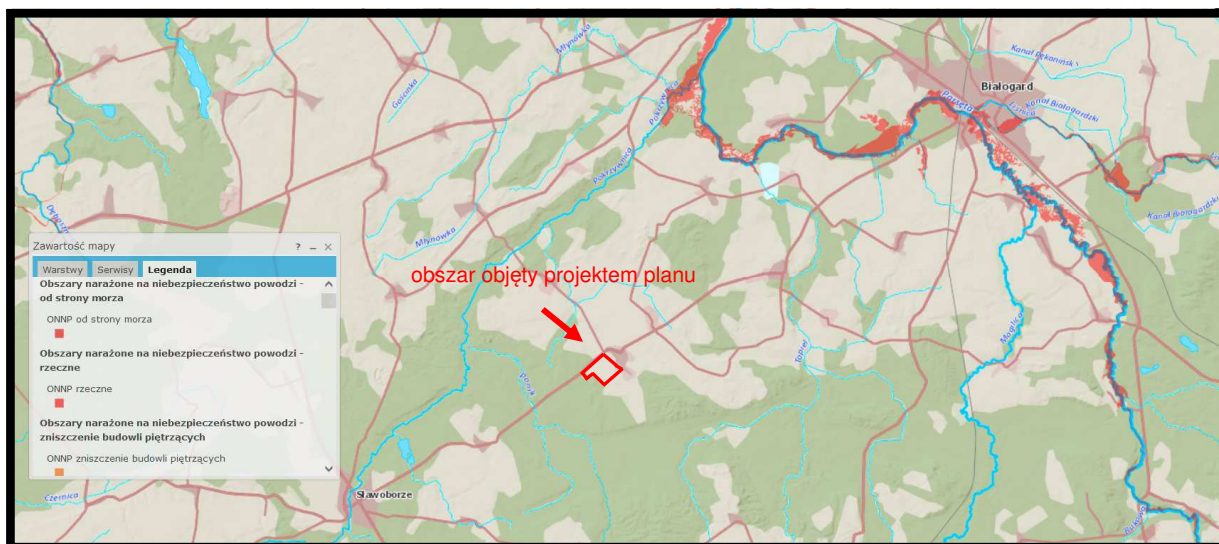 Kanał Pękaniński
Białogard
Kanał Białogardzki
Liśnica
Parsęta
Młynówka
Gościnka
Pokrzywnica
Pokrzywnica
Młynówka
Kanał Białogardzki
Zawartość mapy
? _ ×
Warstwy Serwisy Legenda
Obszary narażone na niebezpieczeństwo powodzi -
od strony morza
ONNP od strony morza
Obszary narażone na niebezpieczeństwo powodzi -
rzeczne
ONNP rzeczne
Obszary narażone na niebezpieczeństwo powodzi -
zniszczenie budowli piętrzących
ONNP zniszczenie budowli piętrzących
obszar objęty projektem planu
Topiel
Mogilica
Czernica
Sławoborze
Bukowa